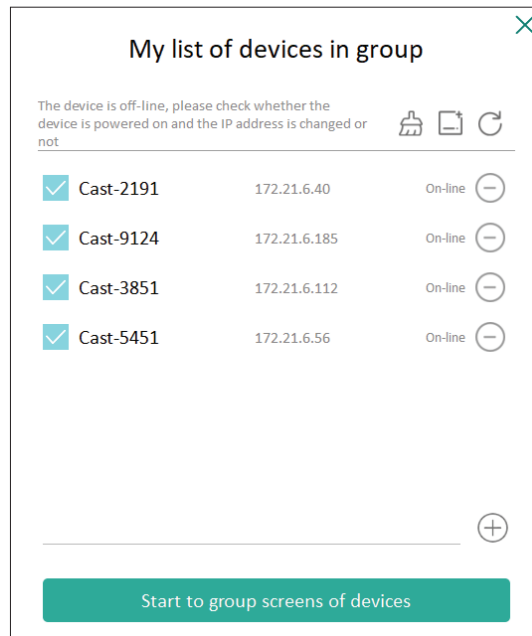 My list of devices in group
The device is off-line, please check whether the
device is powered on and the IP address is changed or
not
Cast-2191 172.21.6.40 On-line
Cast-9124 172.21.6.185 On-line
Cast-3851 172.21.6.112 On-line
Cast-5451 172.21.6.56 On-line
Start to group screens of devices